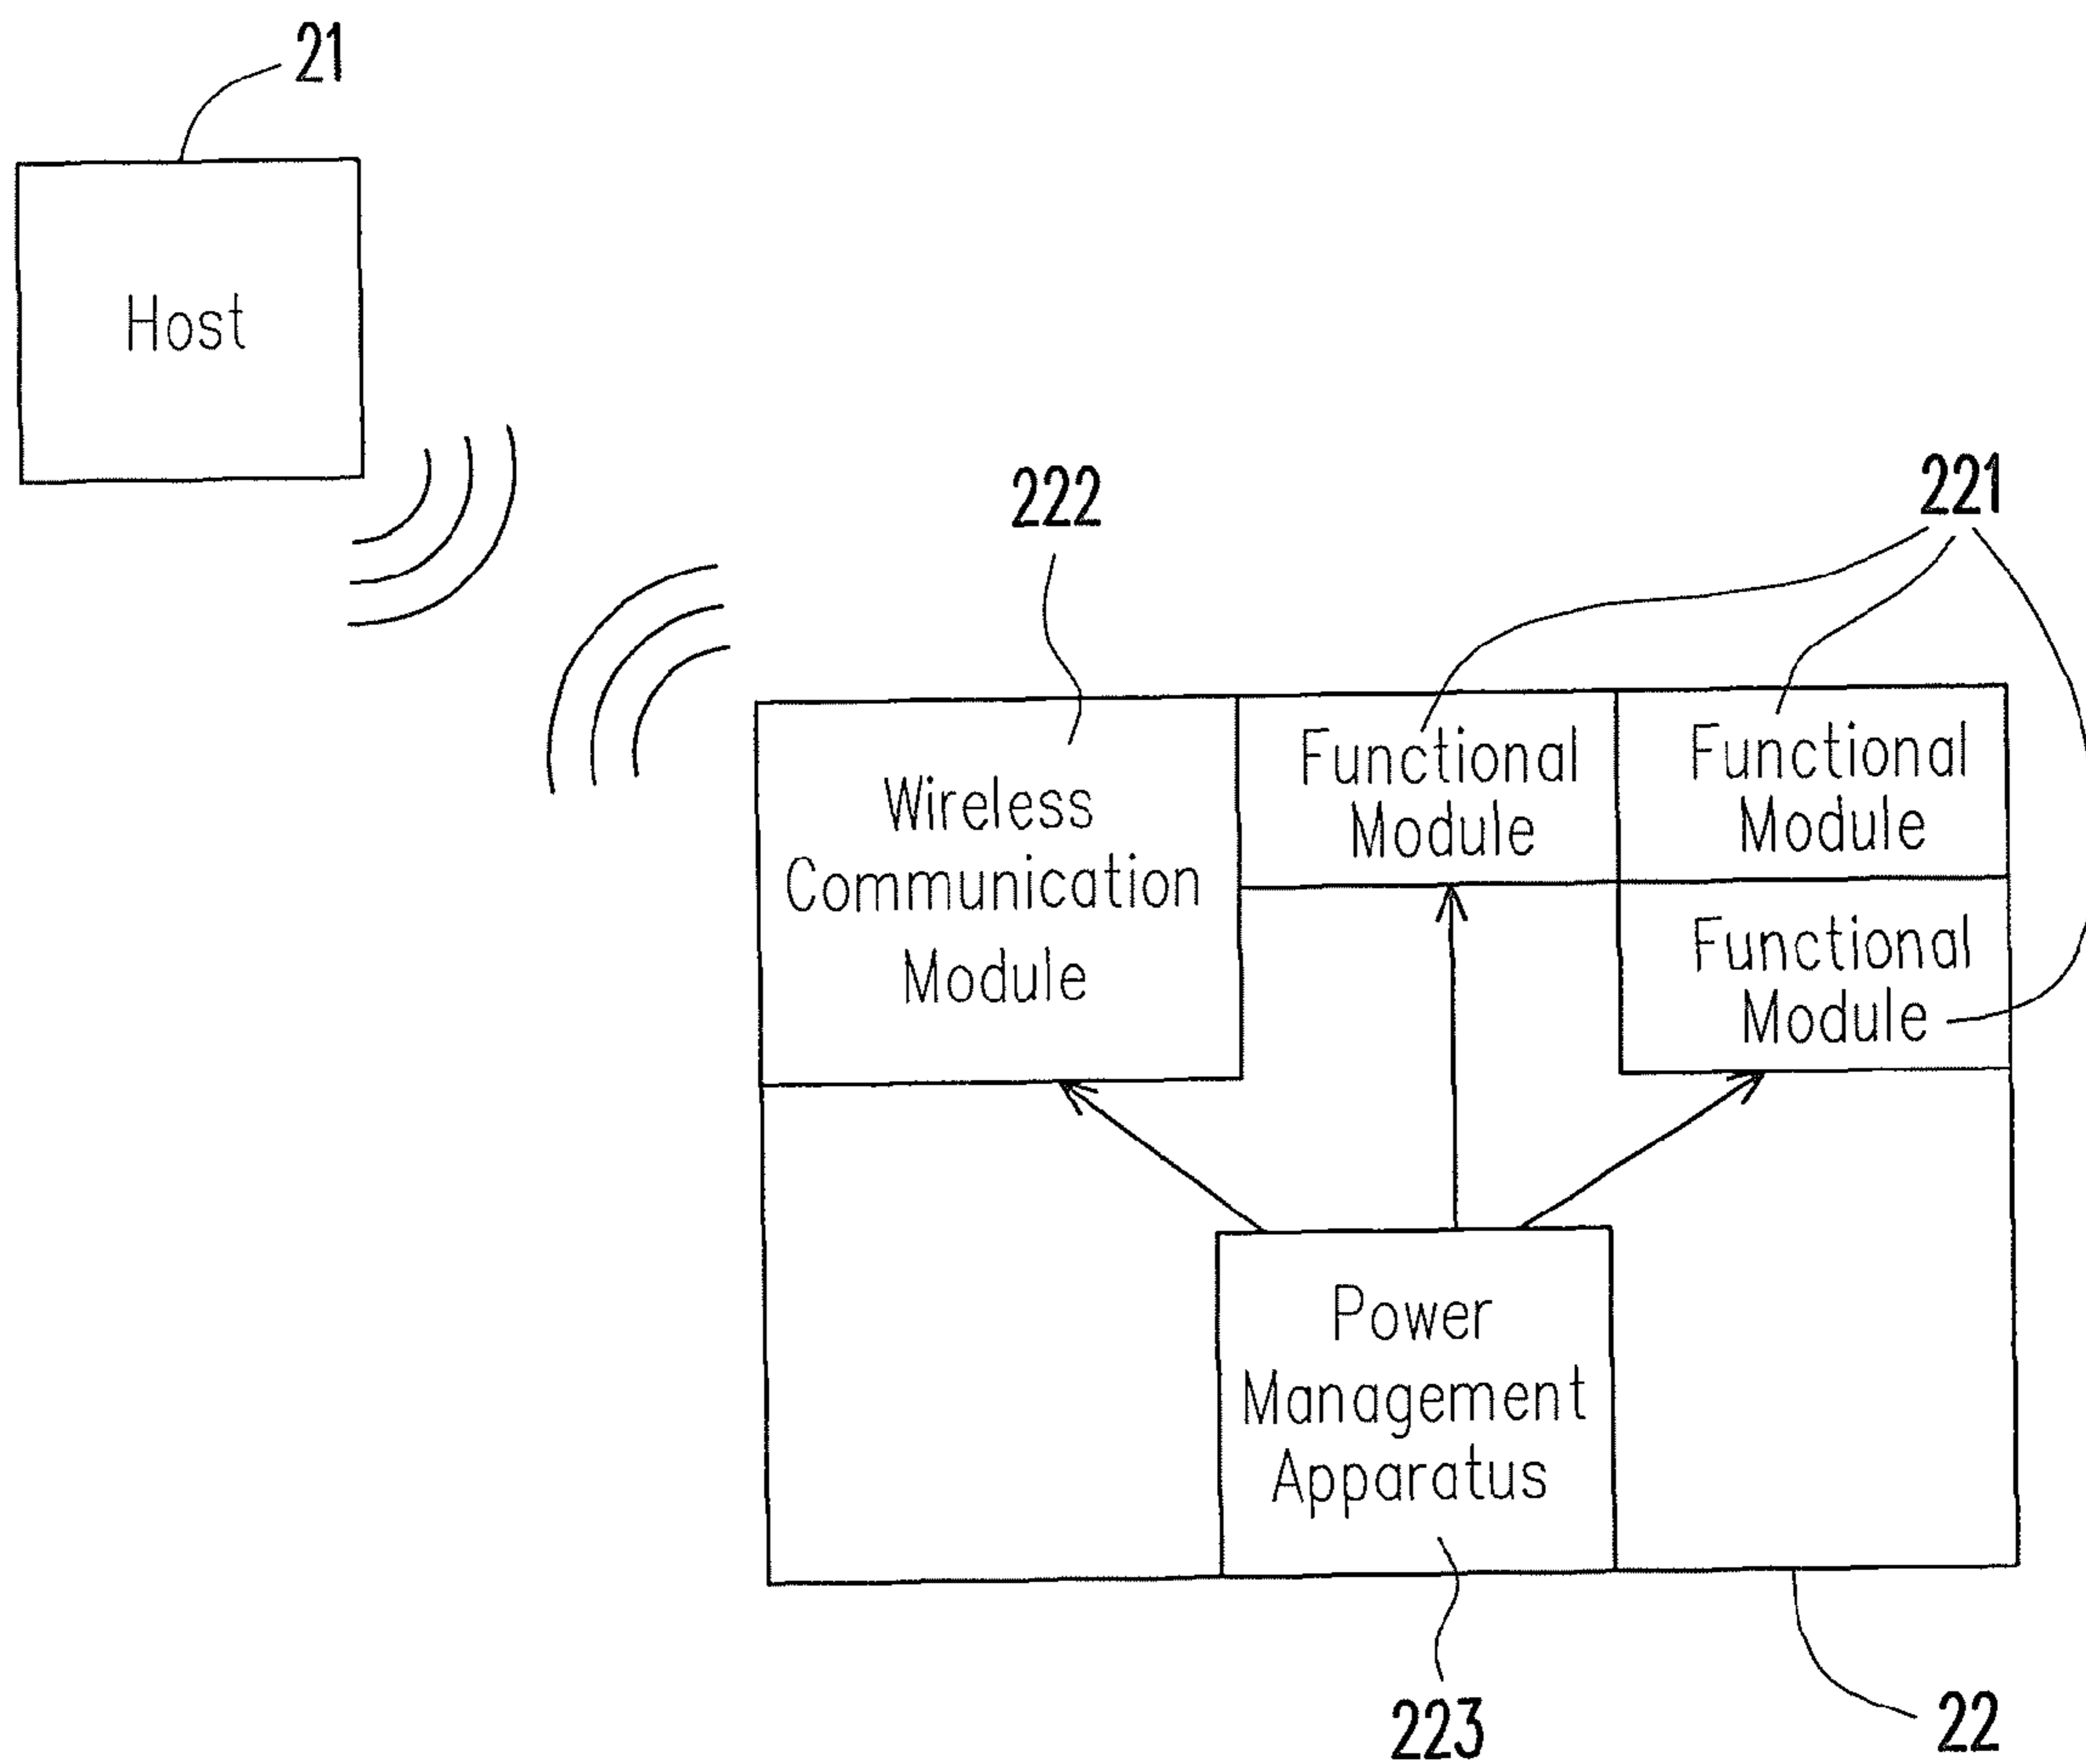 21
Host
222
221
Wireless
Communication
Module
Functional
Module
Functional
Module
Functional
Module
Power
Management
Apparatus
223
22